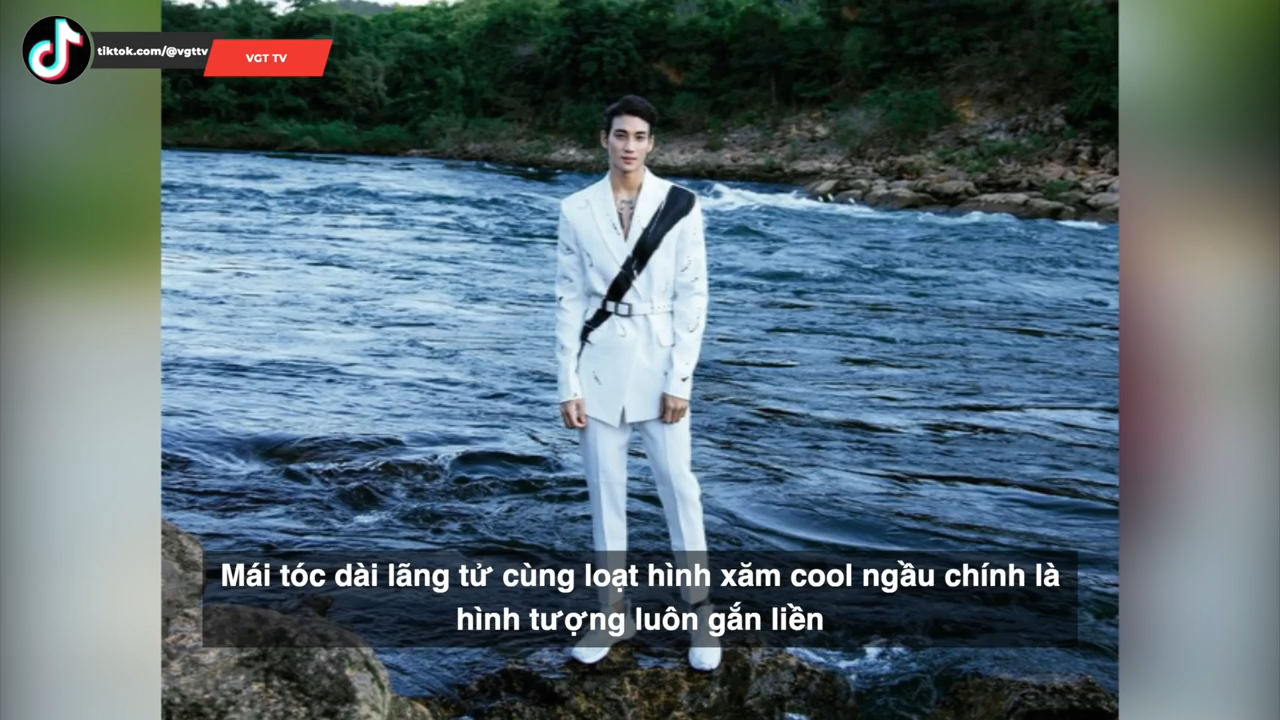 tiktok.com/@vgttv
VGT TV
Mái tóc dài lãng tử cùng loạt hình xăm cool ngầu chính là
hình tượng luôn gắn liền